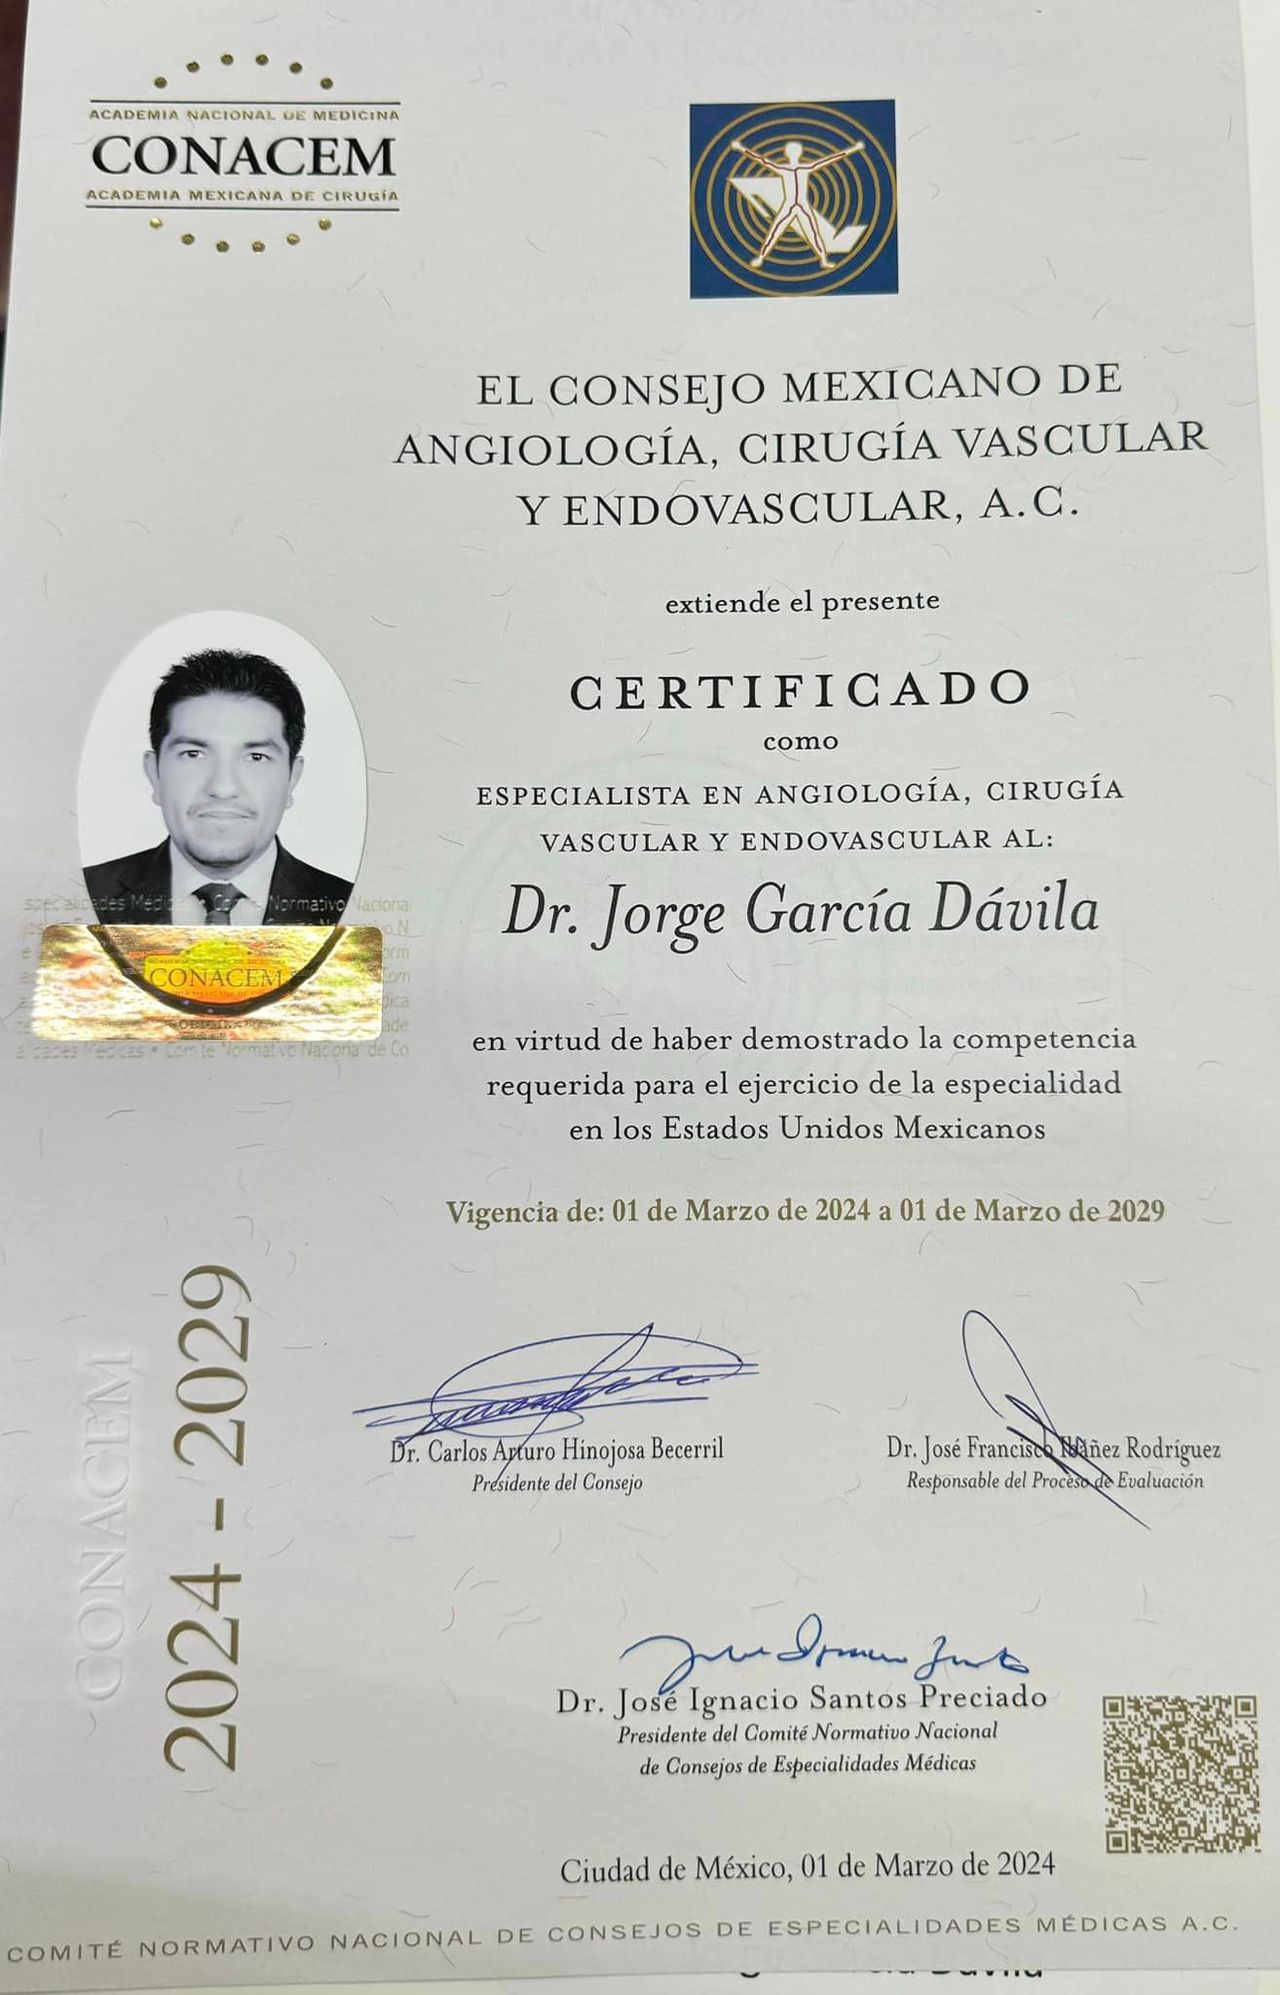 ACADEMIA NACIONAL DE MEDICINA
CONACEM
ACADEMIA MEXICANA DE CIRUGÍA
EL CONSEJO MEXICANO DE
ANGIOLOGÍA, CIRUGÍA VASCULAR
Y ENDOVASCULAR, A.C.
extiende el presente
CERTIFICADO
como
ESPECIALISTA EN ANGIOLOGÍA, CIRUGÍA
VASCULAR Y ENDOVASCULAR AL:
Dr. Jorge García Dávila
Normativo Nacional
CONACEM
en virtud de haber demostrado la competencia
requerida para el ejercicio de la especialidad
en los Estados Unidos Mexicanos
Vigencia de: 01 de Marzo de 2024 a 01 de Marzo de 2029
CONACEM
2024 - 2029
Dr. Carlos Arturo Hinojosa Becerril
Presidente del Consejo
Dr. José Francisco Ibáñez Rodríguez
Responsable del Proceso de Evaluación
Dr. José Ignacio Santos Preciado
Presidente del Comité Normativo Nacional
de Consejos de Especialidades Médicas
Ciudad de México, 01 de Marzo de 2024
COMITÉ NORMATIVO NACIONAL DE CONSEJOS DE ESPECIALIDADES MÉDICAS A.C.